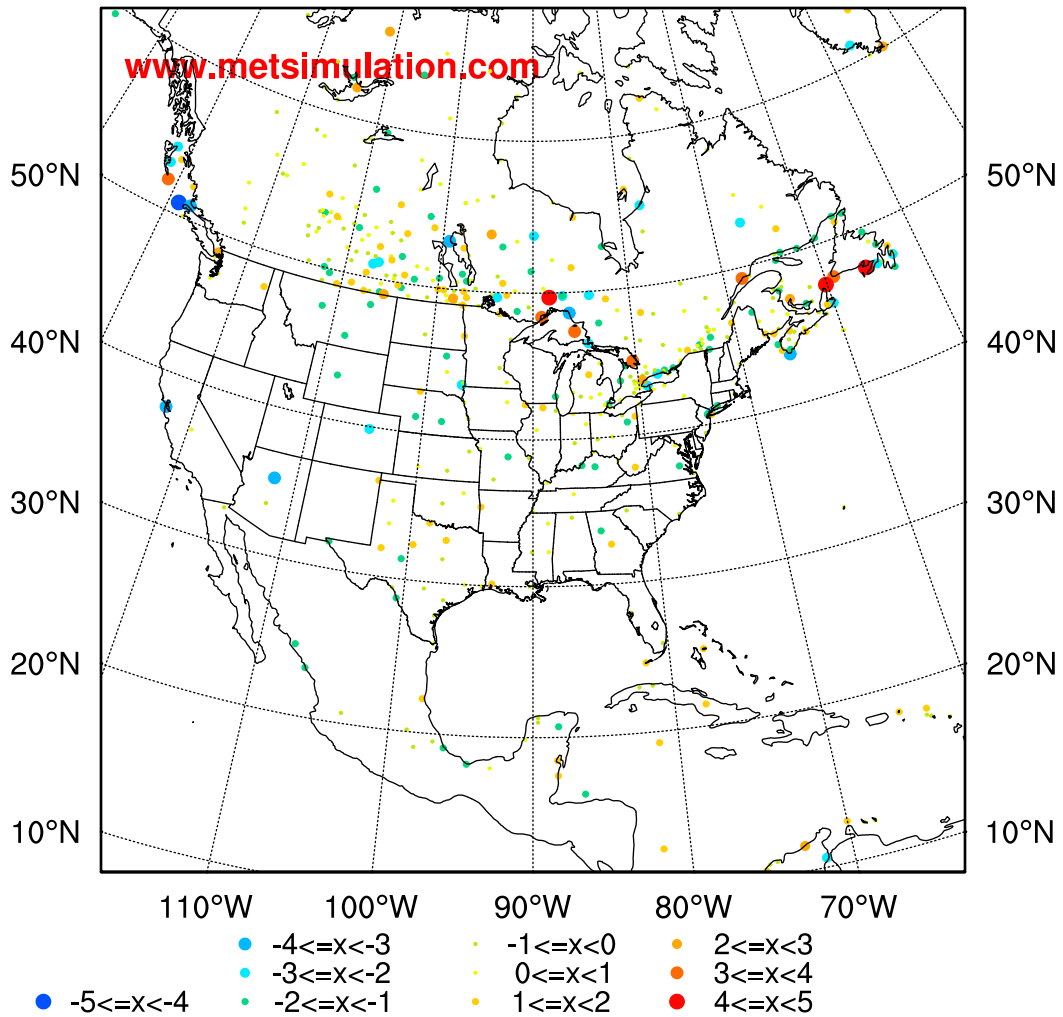 www.metsimulation.com
50°N 50°N
40°N 40°N
30°N 30°N
20°N 20°N
10°N 10°N
110°W 100°W 90°W 80°W 70°W
-4<=x<-3 -1<=x<0 2<=x<3
-3<=x<-2 0<=x<1 3<=x<4
-5<=x<-4 -2<=x<-1 1<=x<2 4<=x<5